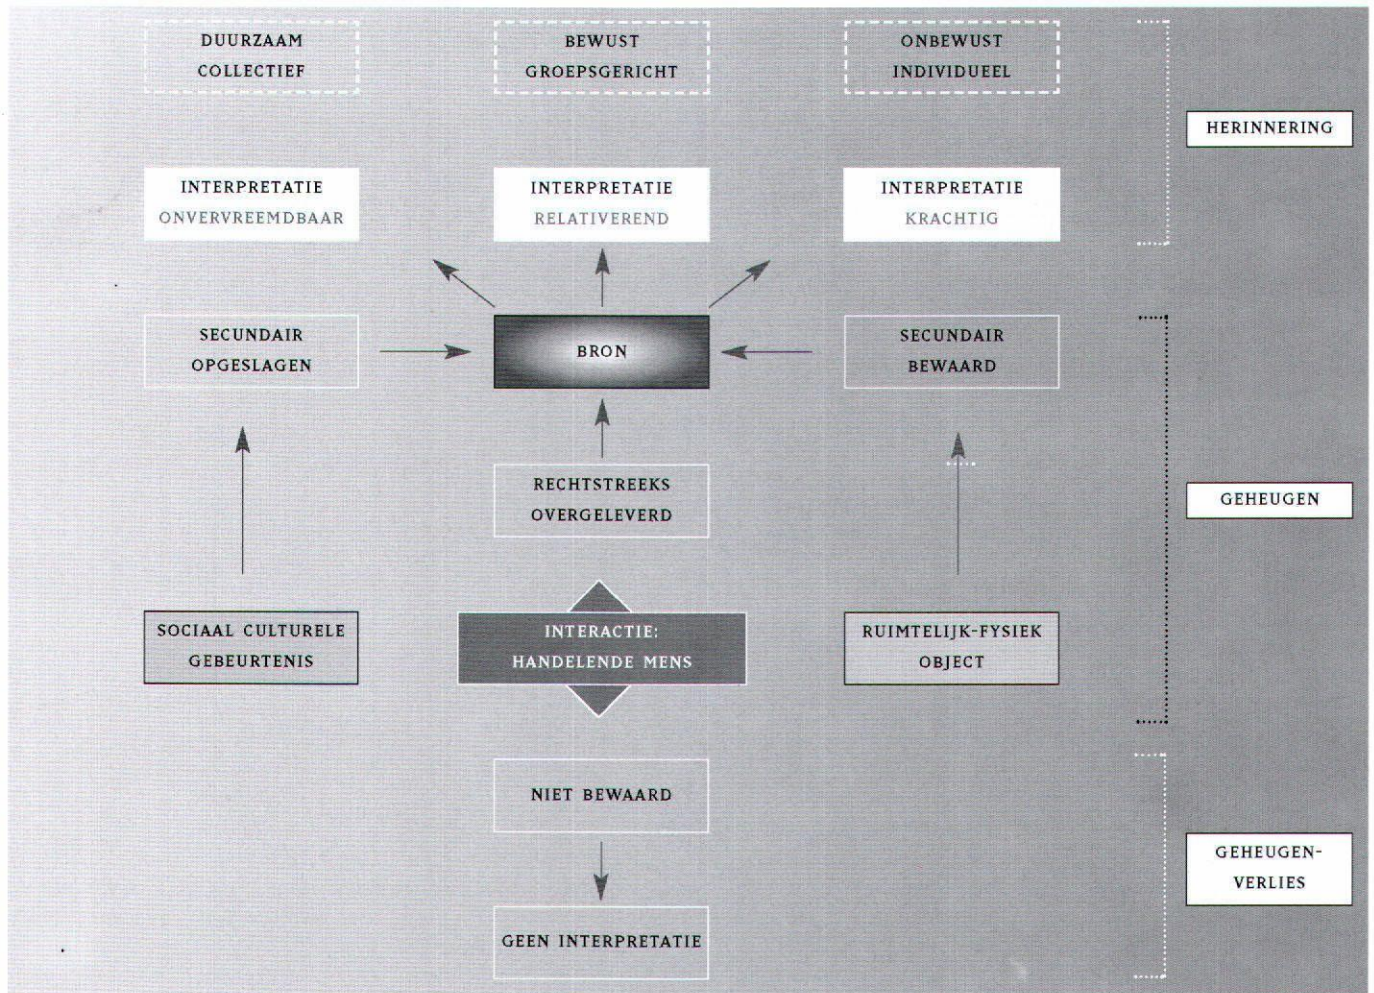 DUURZAAM
COLLECTIEF
BEWUST
GROEPSGERICHT
ONBEWUST
INDIVIDUEEL
HERINNERING
INTERPRETATIE
ONVERVREEMDBAAR
INTERPRETATIE
RELATIVEREND
INTERPRETATIE
KRACHTIG
SECUNDAIR
OPGESLAGEN
BRON
SECUNDAIR
BEWAARD
RECHTSTREEKS
OVERGELEVERD
GEHEUGEN
SOCIAAL CULTURELE
GEBEURTENIS
INTERACTIE:
HANDELENDE MENS
RUIMTELIJK-FYSIEK
OBJECT
NIET BEWAARD
GEHEUGEN-
VERLIES
GEEN INTERPRETATIE